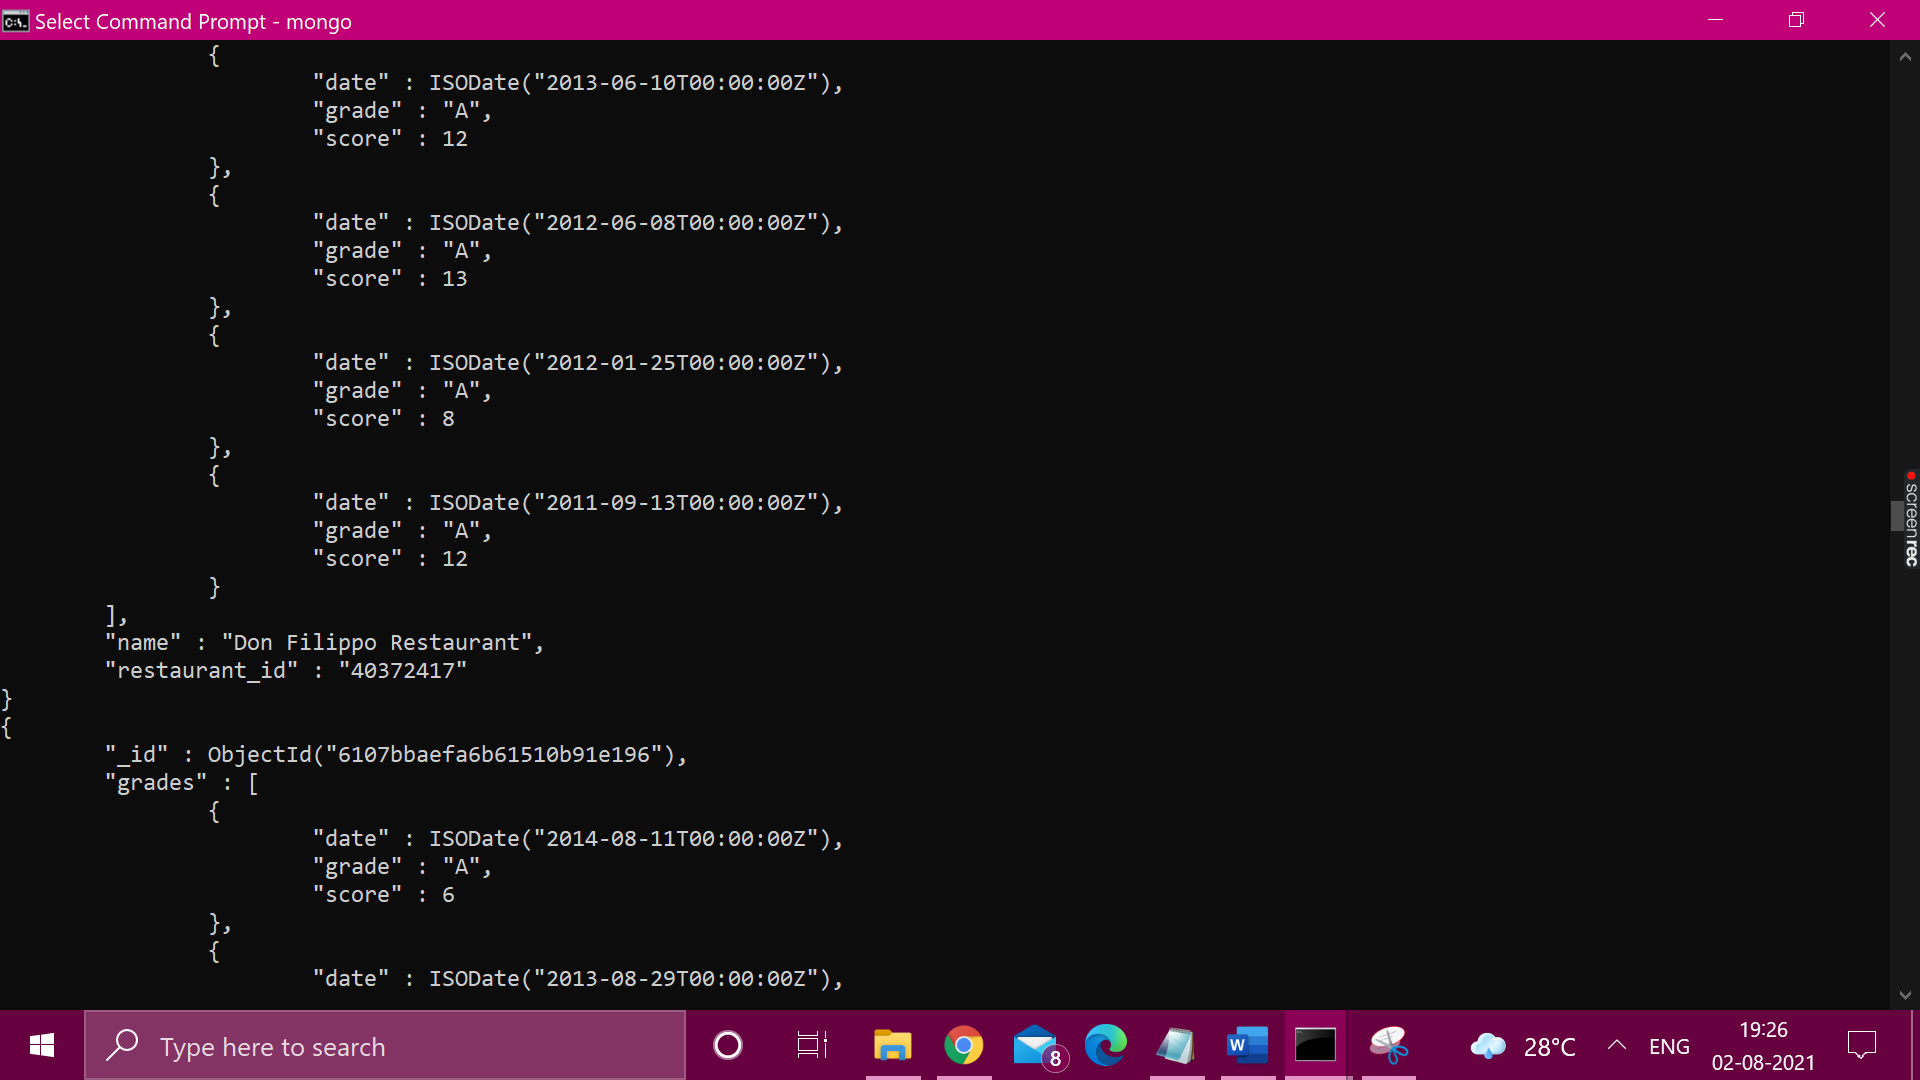 Select Command Prompt - mongo
{
"date" : ISODate("2013-06-10T00:00:00Z"),
"grade" : "A",
"score" : 12
},
{
"date" : ISODate("2012-06-08T00:00:00Z"),
"grade" : "A",
"score" : 13
},
{
"date" : ISODate("2012-01-25T00:00:00Z"),
"grade" : "A",
"score" : 8
},
{
"date" : ISODate("2011-09-13T00:00:00Z"),
"grade" : "A",
"score" : 12
}
],
"name" : "Don Filippo Restaurant",
"restaurant_id" : "40372417"
}
{
"_id" : ObjectId("6107bbaefa6b61510b91e196"),
"grades" : [
{
"date" : ISODate("2014-08-11T00:00:00Z"),
"grade" : "A",
"score" : 6
},
{
"date" : ISODate("2013-08-29T00:00:00Z"),
screenrec
Type here to search
8
W
28°C
ENG
19:26
02-08-2021